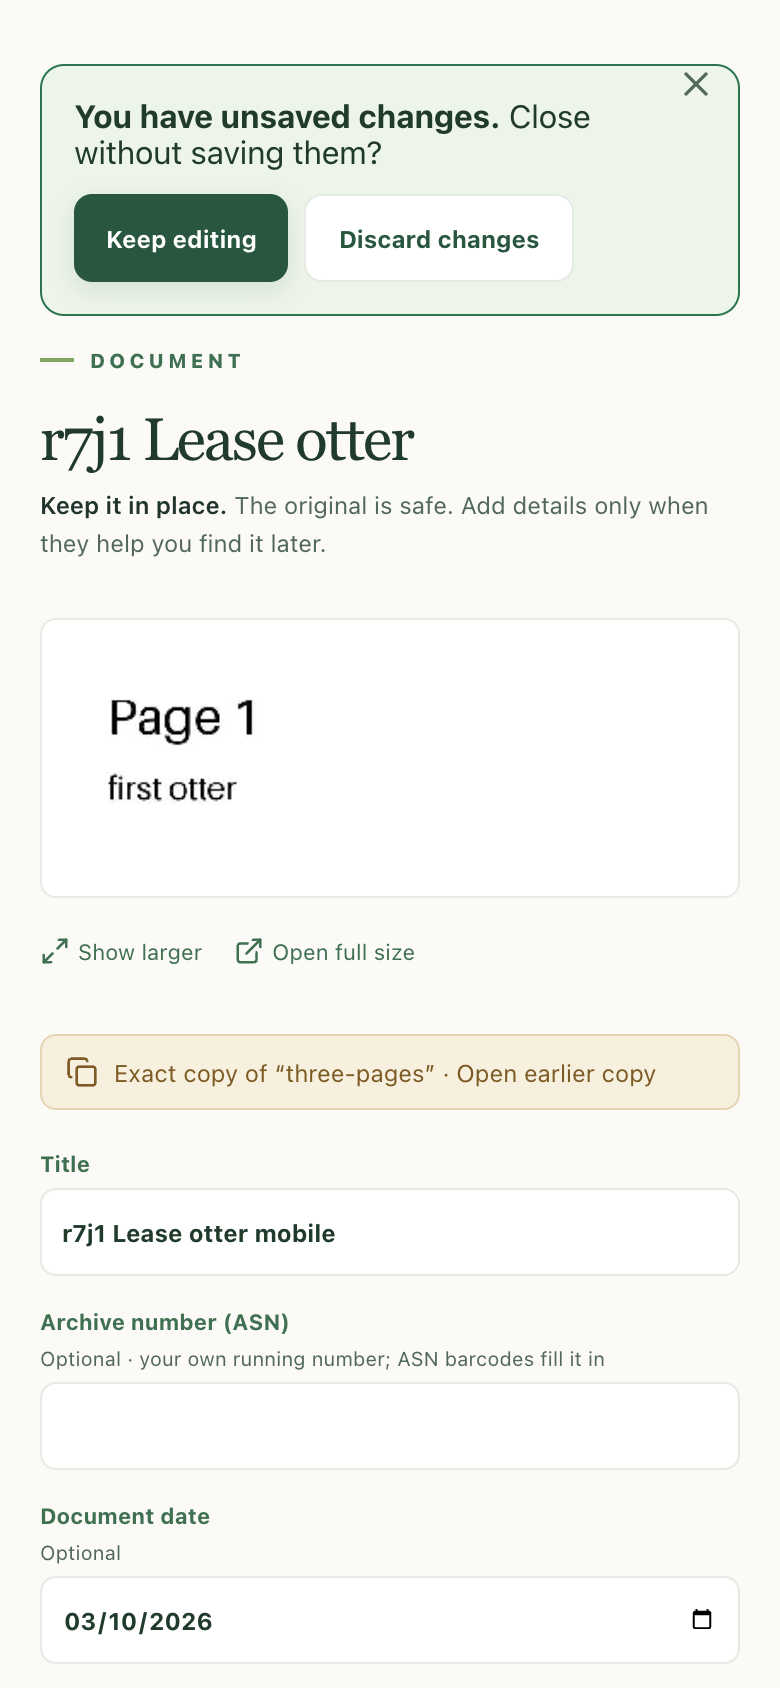 You have unsaved changes. Close
without saving them?
Keep editing
Discard changes
DOCUMENT
r7j1 Lease otter
Keep it in place. The original is safe. Add details only when
they help you find it later.
Page 1
first otter
Show larger
Open full size
Exact copy of “three-pages” · Open earlier copy
Title
r7j1 Lease otter mobile
Archive number (ASN)
Optional · your own running number; ASN barcodes fill it in
Document date
Optional
03/10/2026